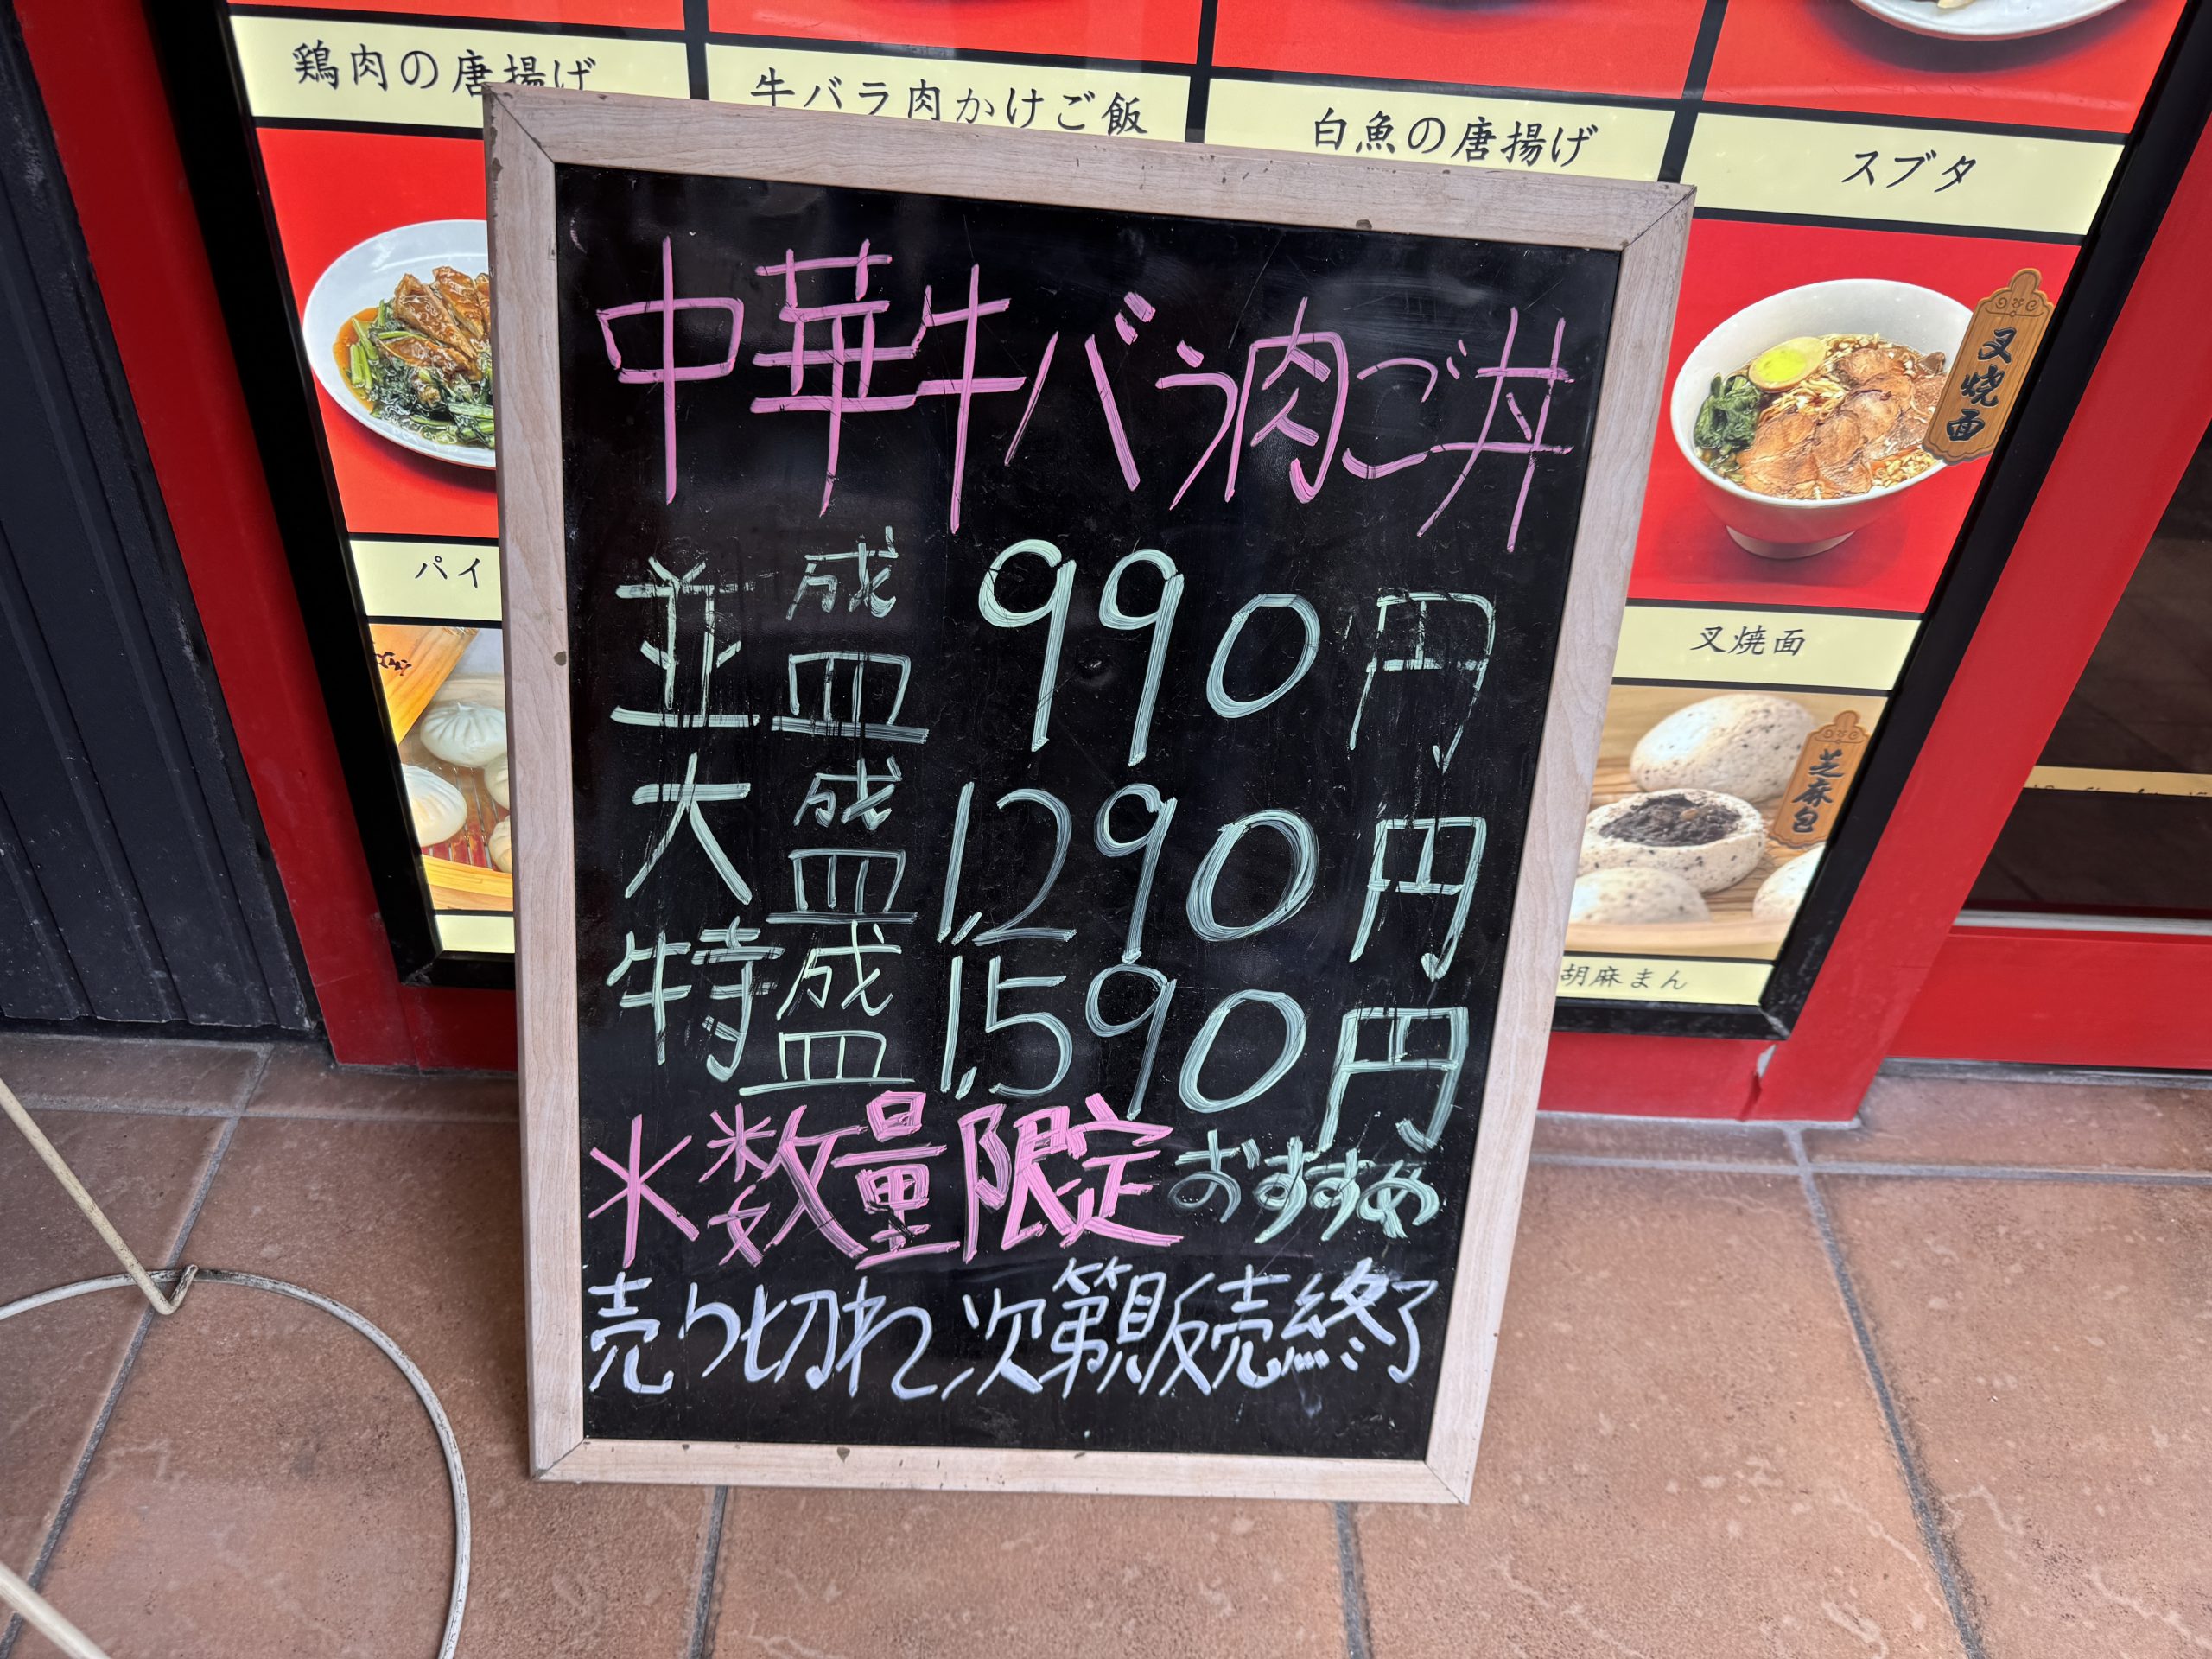 鶏肉の唐揚げ
牛バラ肉かけご飯
白魚の唐揚げ
スブタ
中華牛バラ肉ご丼
並盛 990円
大盛 1,290円
特盛 1,590円
※数量限定 おすすめ
売り切れ次第販売終了
パイ
叉烧面
叉焼面
芝麻包
胡麻まん